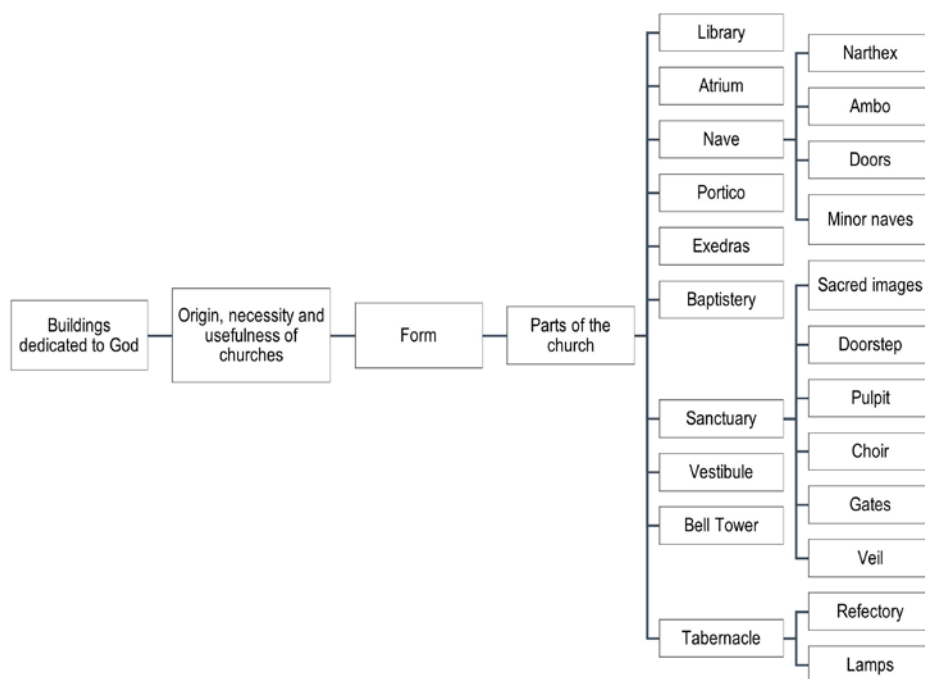 Buildings
dedicated to God
Origin, necessity and
usefulness of
churches
Form
Parts of the
church
Library
Atrium
Nave
Portico
Exedras
Baptistery
Sanctuary
Vestibule
Bell Tower
Tabernacle
Narthex
Ambo
Doors
Minor naves
Sacred images
Doorstep
Pulpit
Choir
Gates
Veil
Refectory
Lamps